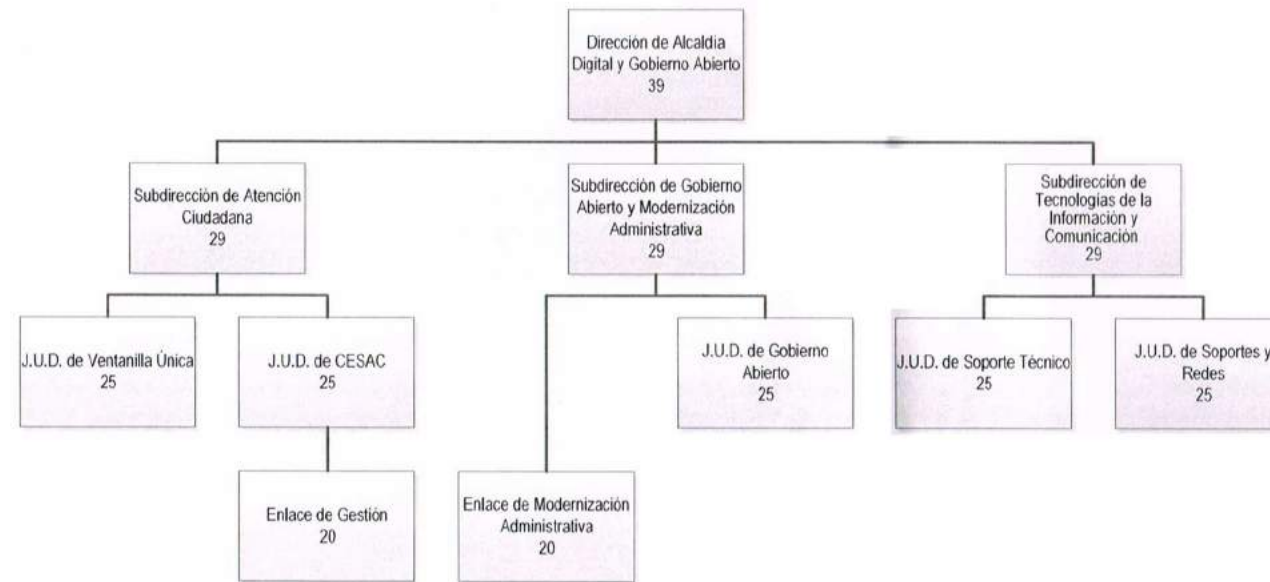 Dirección de Alcaldía
Digital y Gobierno Abierto
39
Subdirección de Atención
Ciudadana
29
Subdirección de Gobierno
Abierto y Modernización
Administrativa
29
Subdirección de
Tecnologías de la
Información y
Comunicación
29
J.U.D. de Ventanilla Única
25
J.U.D. de CESAC
25
J.U.D. de Gobierno
Abierto
25
J.U.D. de Soporte Técnico
25
J.U.D. de Soportes y
Redes
25
Enlace de Gestión
20
Enlace de Modernización
Administrativa
20